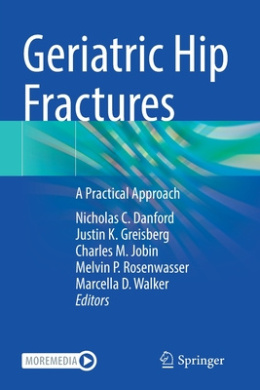 Geriatric Hip
Fractures
A Practical Approach
Nicholas C. Danford
Justin K. Greisberg
Charles M. Jobin
Melvin P. Rosenwasser
Marcella D. Walker
Editors
MOREMEDIA
Springer